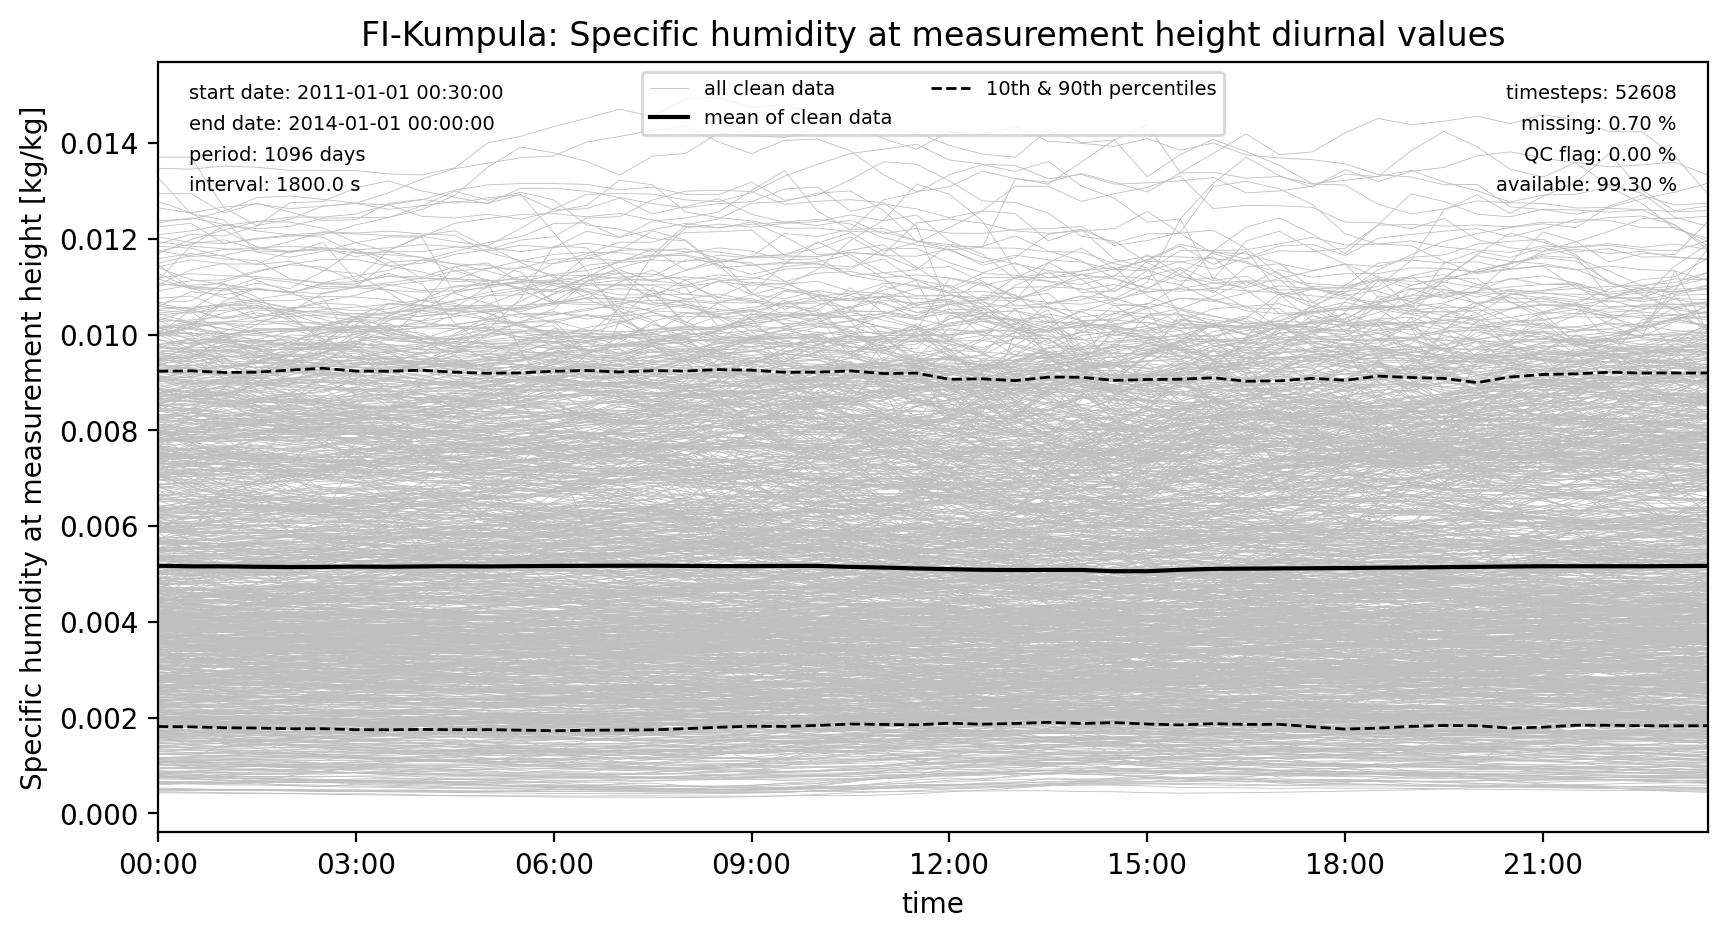 FI-Kumpula: Specific humidity at measurement height diurnal values
start date: 2011-01-01 00:30:00
end date: 2014-01-01 00:00:00
period: 1096 days
interval: 1800.0 s
all clean data
mean of clean data
10th & 90th percentiles
timesteps: 52608
missing: 0.70 %
QC flag: 0.00 %
available: 99.30 %
Specific humidity at measurement height [kg/kg]
0.014
0.012
0.010
0.008
0.006
0.004
0.002
0.000
00:00 03:00 06:00 09:00 12:00 15:00 18:00 21:00
time